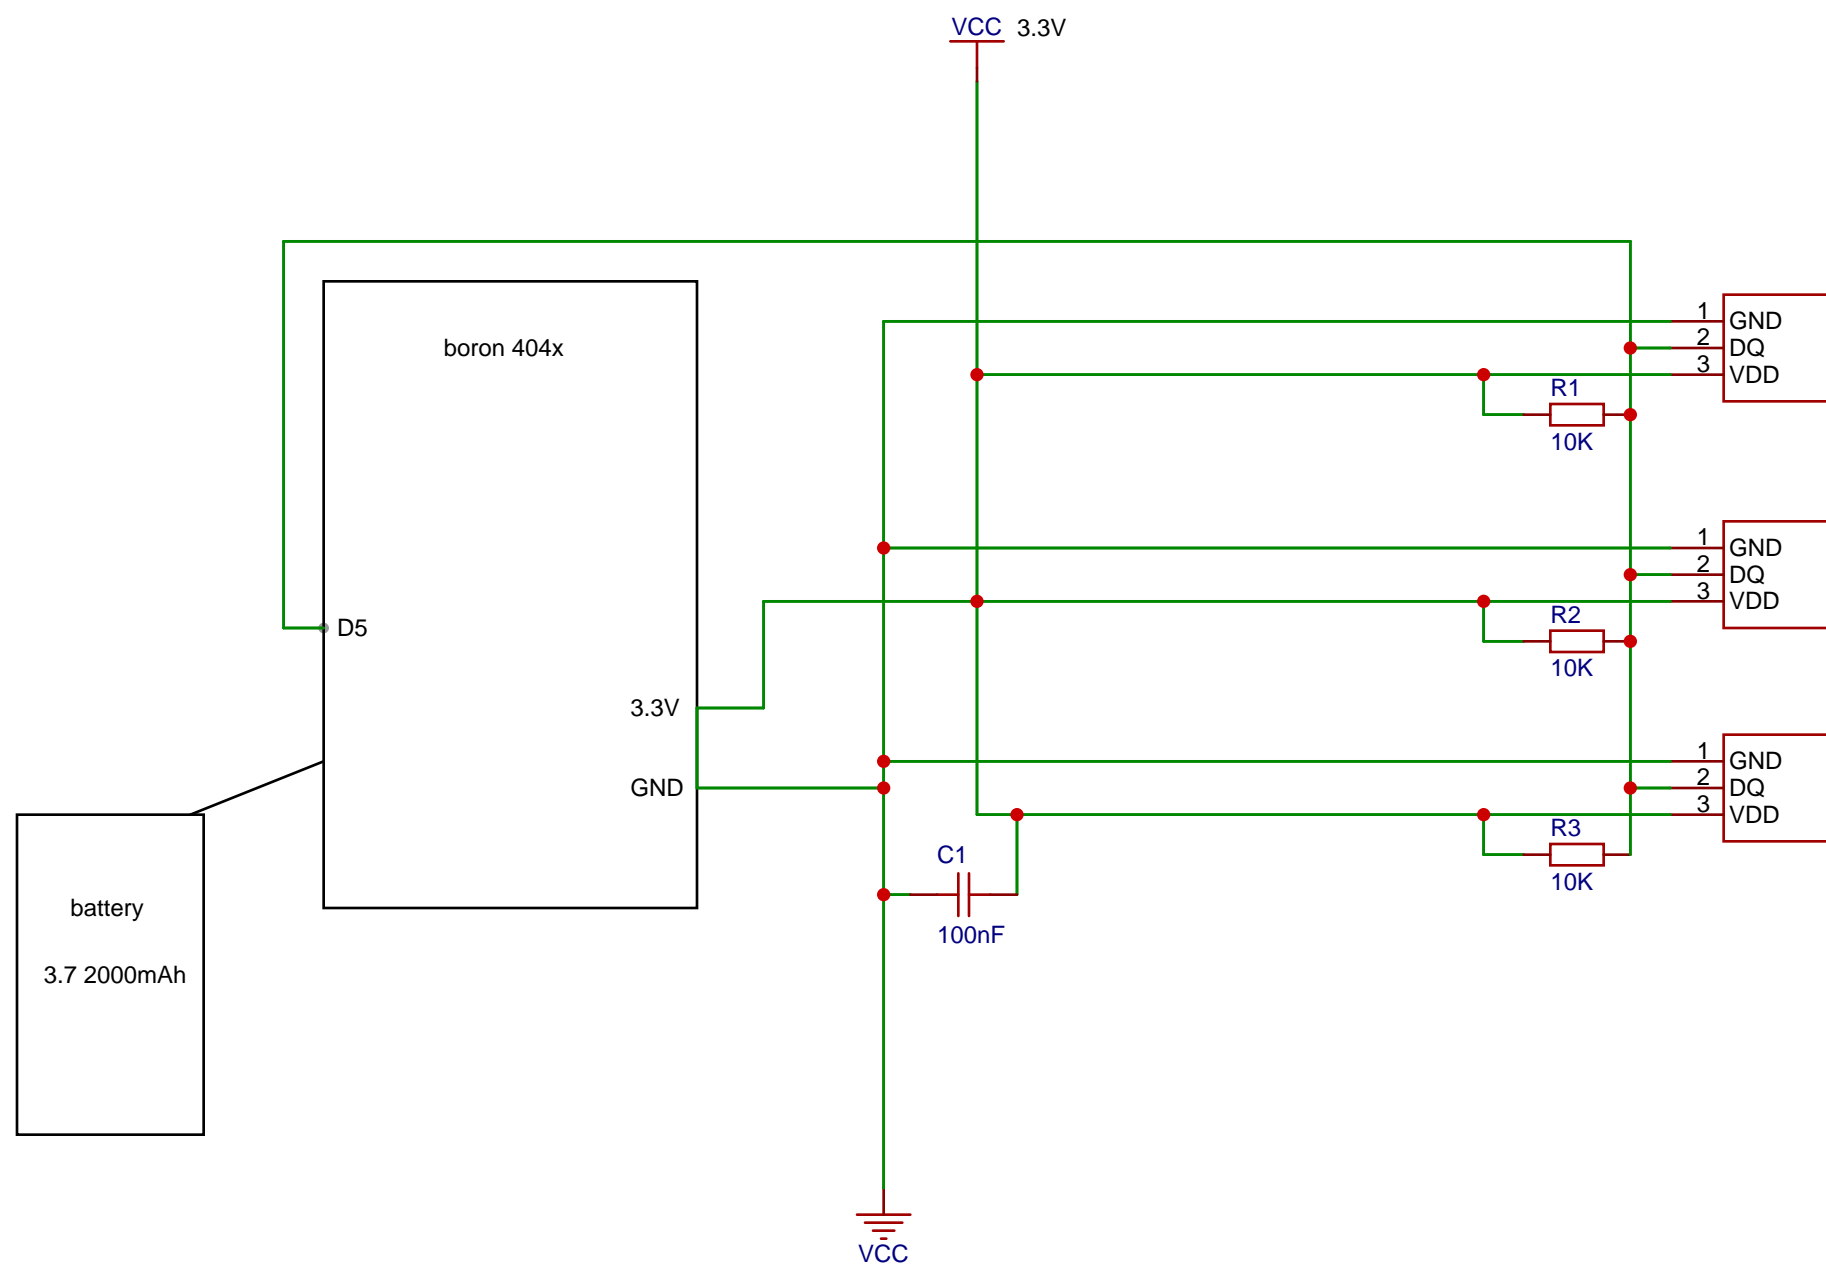 VCC 3.3V
boron 404x
1 GND
2 DQ
3 VDD
R1
10K
1 GND
2 DQ
3 VDD
R2
10K
D5
3.3V
GND
1 GND
2 DQ
3 VDD
R3
10K
C1
100nF
battery
3.7 2000mAh
VCC